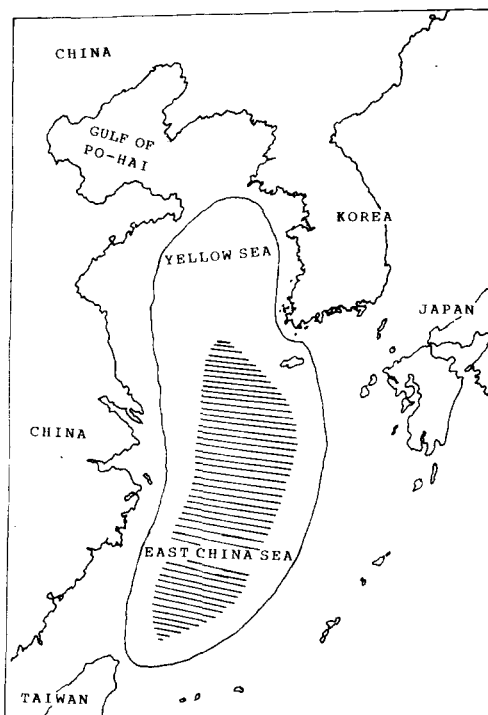 CHINA
GULF OF
PO-HAI
KOREA
YELLOW SEA
JAPAN
CHINA
EAST CHINA SEA
TAIWAN